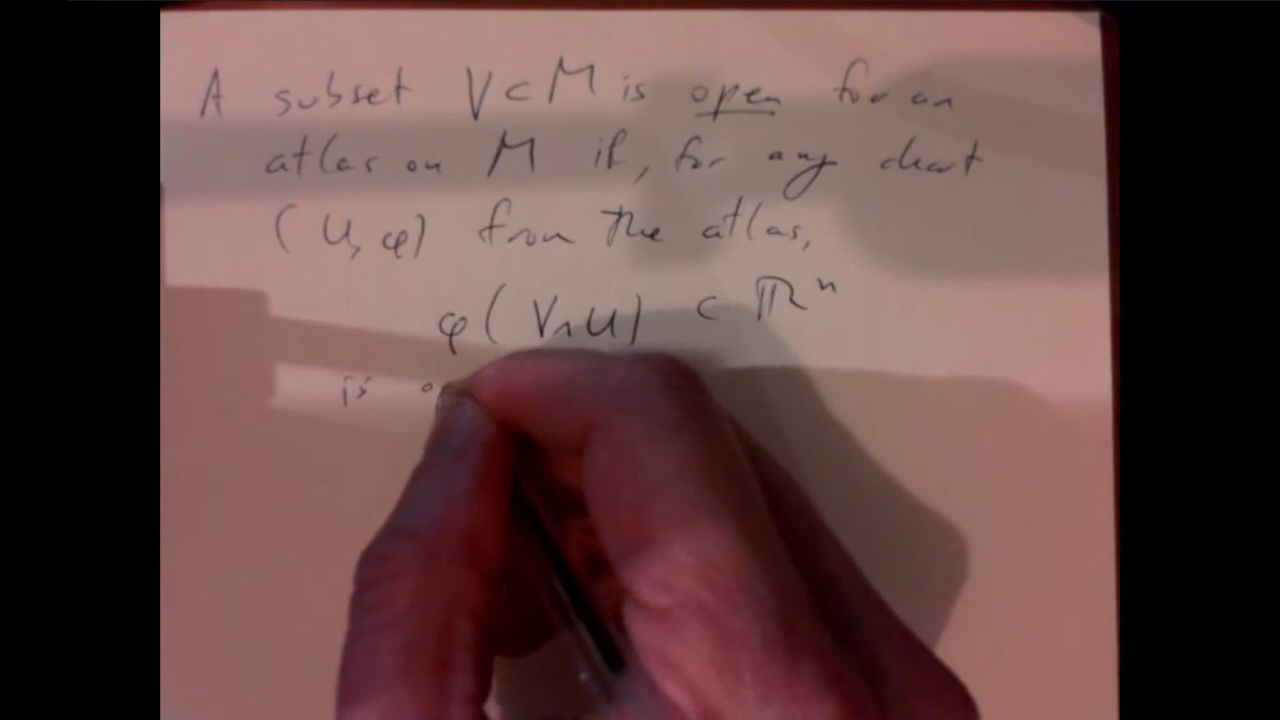 A subset V ⊂ M is open for an
atlas on M if, for any chart
(U, φ) from the atlas,
φ(V∩U) ⊂ ℝⁿ
is